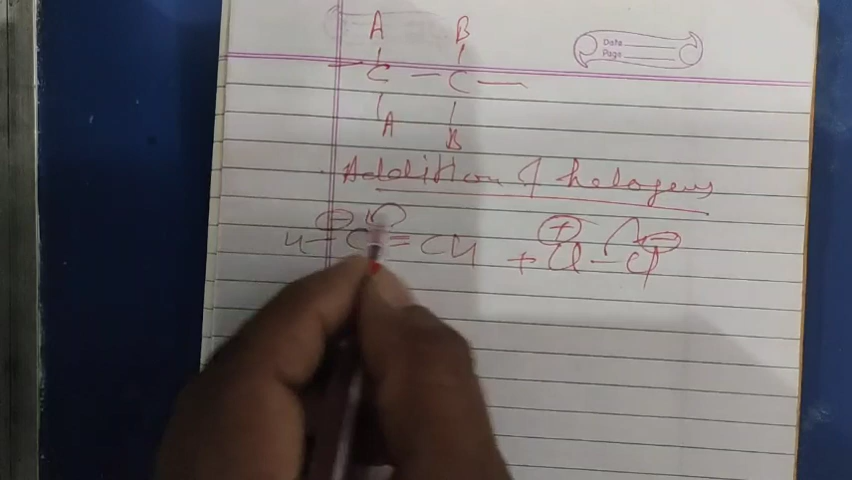 A B
Date
Page
— C — C —
A B
Addition of halogens
H - C = CH + Cl - Cl